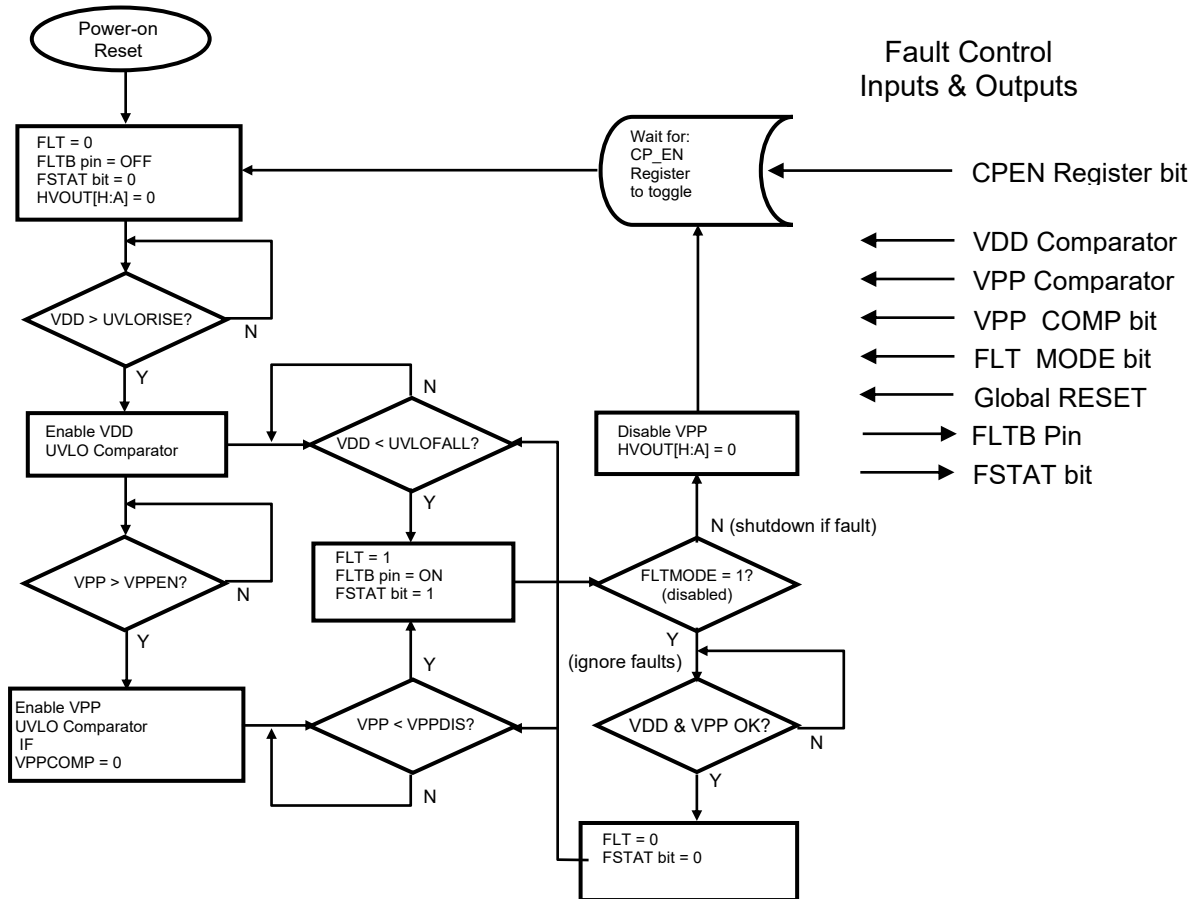 Power-on
Reset
Fault Control
Inputs & Outputs
FLT = 0
FLTB pin = OFF
FSTAT bit = 0
HVOUT[H:A] = 0
Wait for:
CP_EN
Register
to toggle
CPEN Register bit
VDD Comparator
VPP Comparator
VPP COMP bit
FLT MODE bit
Global RESET
FLTB Pin
FSTAT bit
VDD > UVLORISE?
N
Y
Enable VDD
UVLO Comparator
N
VDD < UVLOFALL?
Y
Disable VPP
HVOUT[H:A] = 0
N (shutdown if fault)
VPP > VPPEN?
N
Y
FLT = 1
FLTB pin = ON
FSTAT bit = 1
FLTMODE = 1?
(disabled)
Y
(ignore faults)
Enable VPP
UVLO Comparator
IF
VPPCOMP = 0
Y
VPP < VPPDIS?
N
VDD & VPP OK?
N
Y
FLT = 0
FSTAT bit = 0